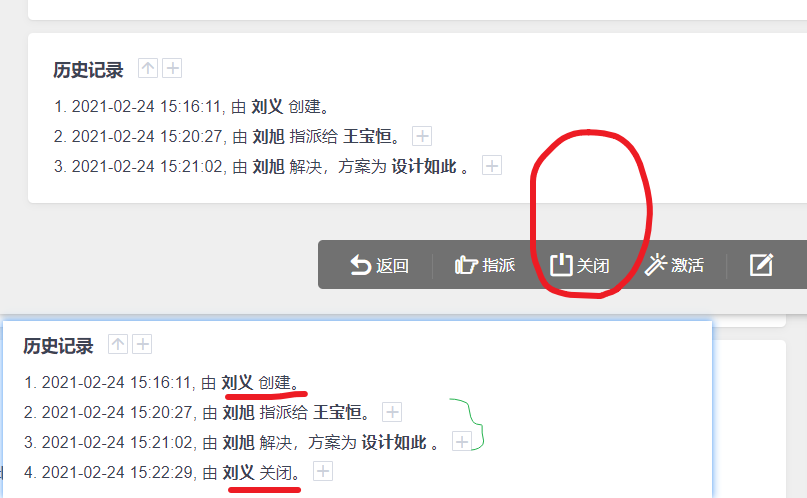 历史记录
1. 2021-02-24 15:16:11, 由 刘义 创建。
2. 2021-02-24 15:20:27, 由 刘旭 指派给 王宝恒。
3. 2021-02-24 15:21:02, 由 刘旭 解决，方案为 设计如此 。
返回 指派 关闭 激活
历史记录
1. 2021-02-24 15:16:11, 由 刘义 创建。
2. 2021-02-24 15:20:27, 由 刘旭 指派给 王宝恒。
3. 2021-02-24 15:21:02, 由 刘旭 解决，方案为 设计如此 。
4. 2021-02-24 15:22:29, 由 刘义 关闭。